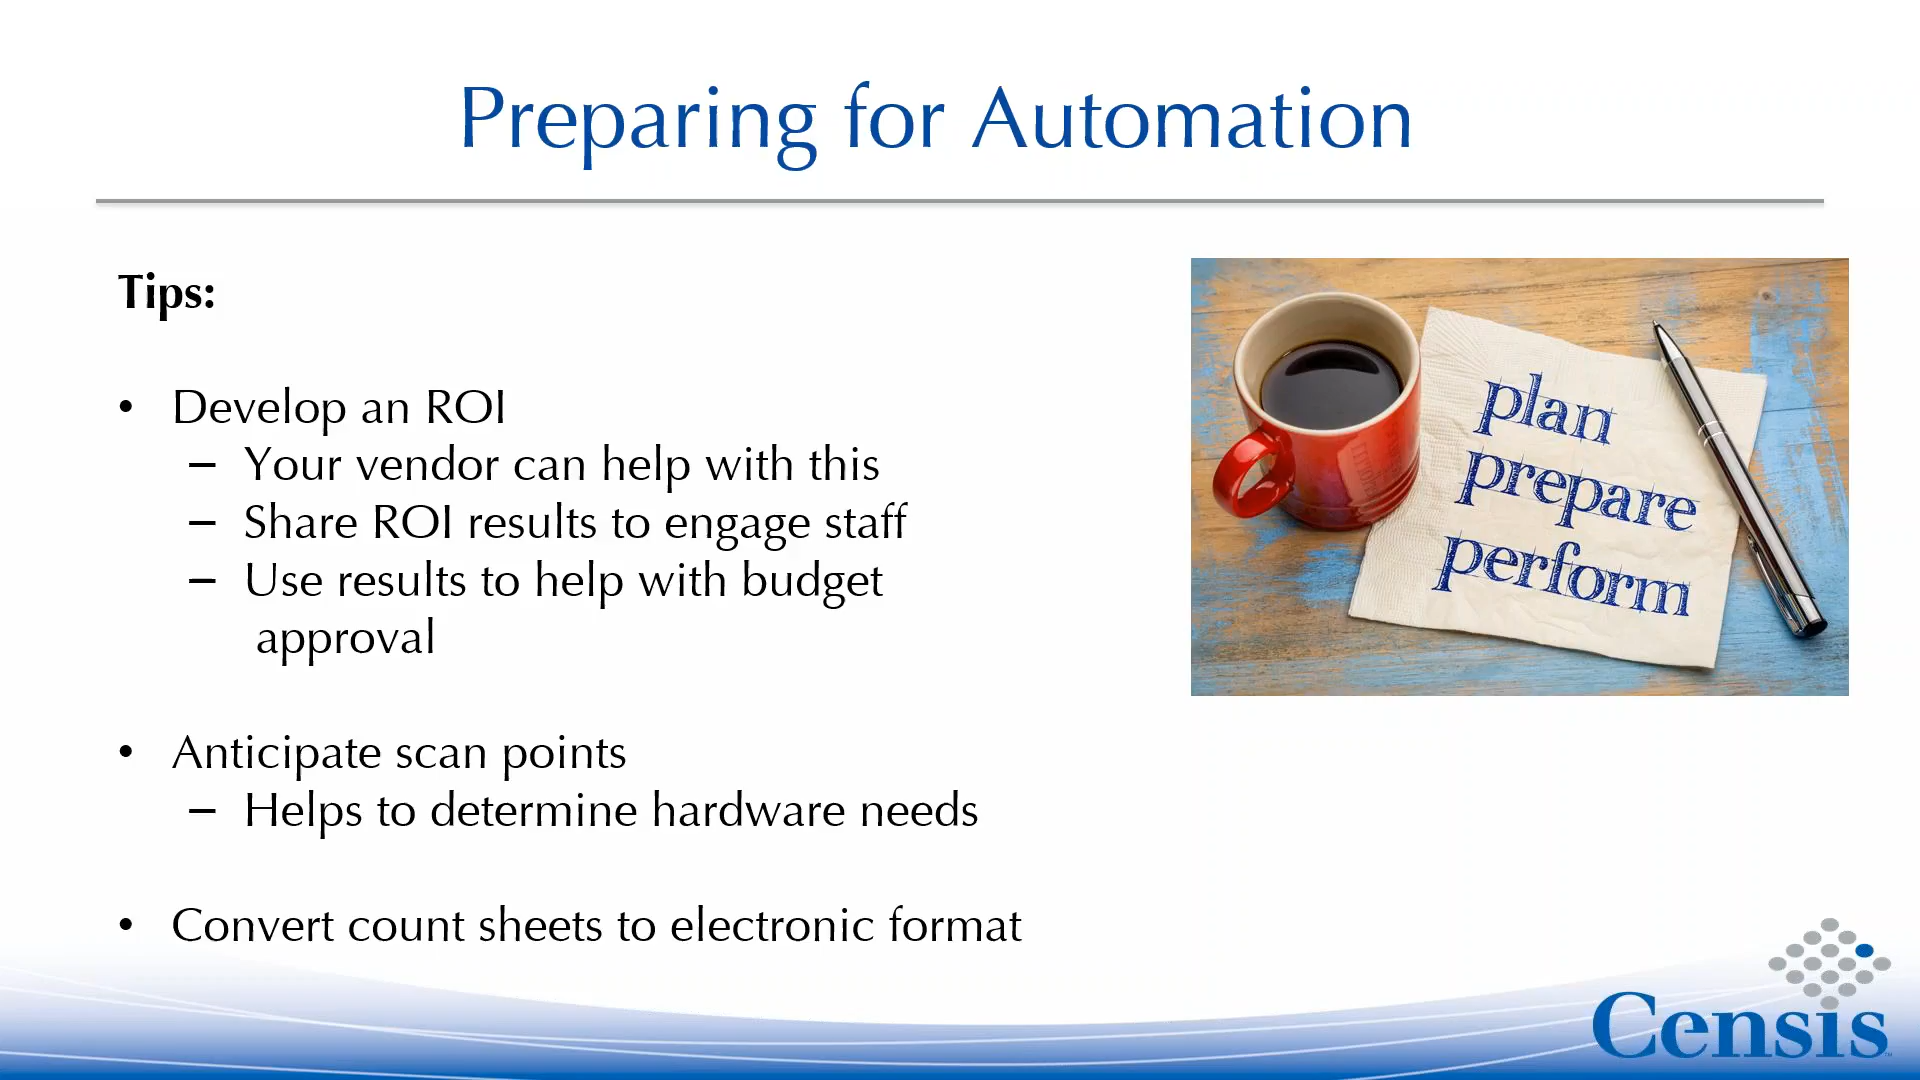 Preparing for Automation
Tips:
• Develop an ROI
– Your vendor can help with this
– Share ROI results to engage staff
– Use results to help with budget
approval
• Anticipate scan points
– Helps to determine hardware needs
• Convert count sheets to electronic format
plan
prepare
perform
Censis